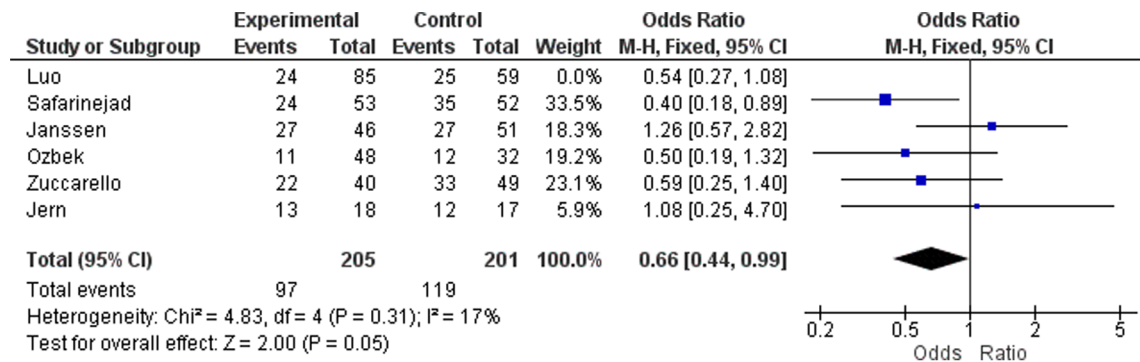 Experimental Control Odds Ratio Odds Ratio
Study or Subgroup Events Total Events Total Weight M-H, Fixed, 95% CI M-H, Fixed, 95% CI
Luo 24 85 25 59 0.0% 0.54 [0.27, 1.08]
Safarinejad 24 53 35 52 33.5% 0.40 [0.18, 0.89]
Janssen 27 46 27 51 18.3% 1.26 [0.57, 2.82]
Ozbek 11 48 12 32 19.2% 0.50 [0.19, 1.32]
Zuccarello 22 40 33 49 23.1% 0.59 [0.25, 1.40]
Jern 13 18 12 17 5.9% 1.08 [0.25, 4.70]
Total (95% CI) 205 201 100.0% 0.66 [0.44, 0.99]
Total events 97 119
Heterogeneity: Chi² = 4.83, df = 4 (P = 0.31); I² = 17%
Test for overall effect: Z = 2.00 (P = 0.05)
0.2 0.5 1 2 5
Odds Ratio